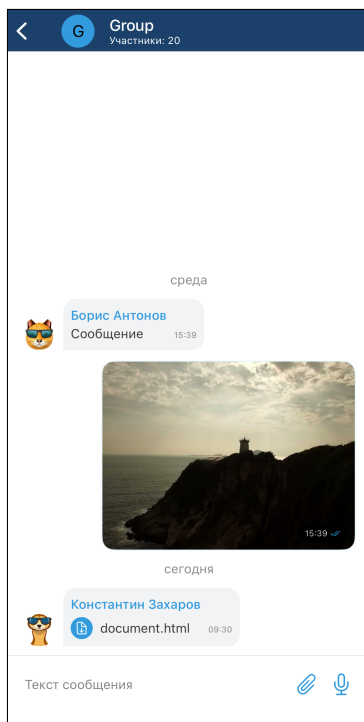 G
Group
Участники: 20
среда
Борис Антонов
Сообщение 15:39
15:39
сегодня
Константин Захаров
document.html 09:30
Текст сообщения